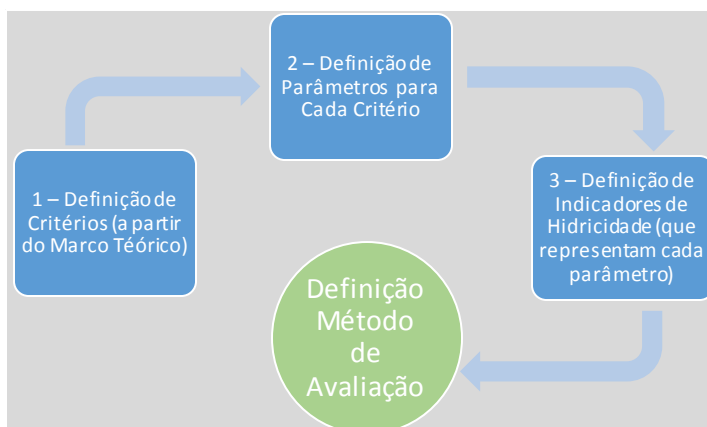 2 – Definição de
Parâmetros para
Cada Critério
1 – Definição de
Critérios (a partir
do Marco Téórico)
3 – Definição de
Indicadores de
Hidricidade (que
representam cada
parâmetro)
Definição
Método
de
Avaliação